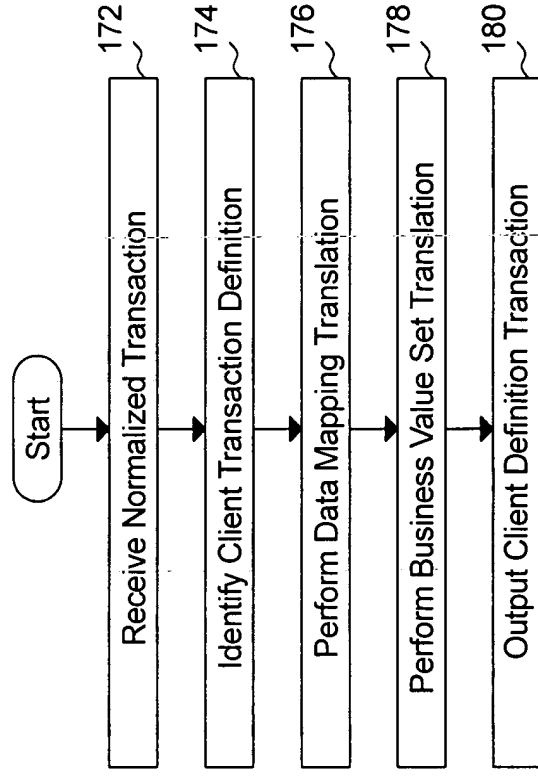 Start
Receive Normalized Transaction
172
Identify Client Transaction Definition
174
Perform Data Mapping Translation
176
Perform Business Value Set Translation
178
Output Client Definition Transaction
180